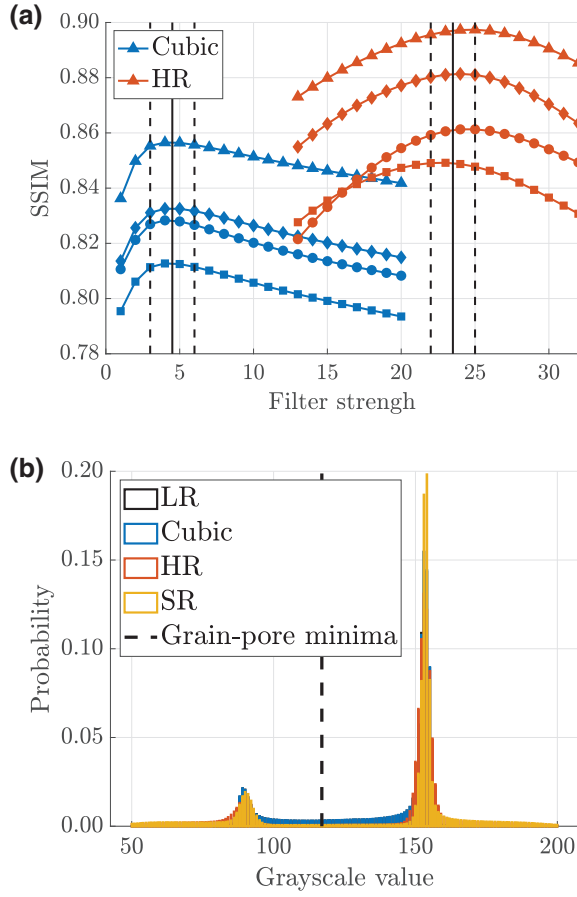 (a)
0.90
0.88
0.86
0.84
0.82
0.80
0.78
SSIM
Cubic
HR
0 5 10 15 20 25 30
Filter strengh
(b)
0.20
0.15
0.10
0.05
0.00
Probability
LR
Cubic
HR
SR
Grain-pore minima
50 100 150 200
Grayscale value